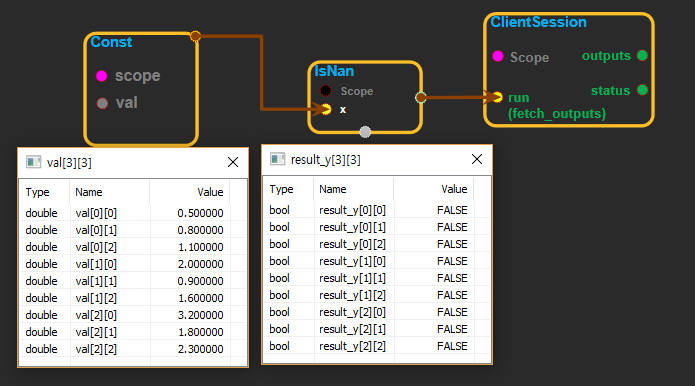 Const
scope
val
IsNan
Scope
x
ClientSession
Scope
outputs
status
run
(fetch_outputs)
val[3][3]
Type Name Value
double val[0][0] 0.500000
double val[0][1] 0.800000
double val[0][2] 1.100000
double val[1][0] 2.000000
double val[1][1] 0.900000
double val[1][2] 1.600000
double val[2][0] 3.200000
double val[2][1] 1.800000
double val[2][2] 2.300000
result_y[3][3]
Type Name Value
bool result_y[0][0] FALSE
bool result_y[0][1] FALSE
bool result_y[0][2] FALSE
bool result_y[1][0] FALSE
bool result_y[1][1] FALSE
bool result_y[1][2] FALSE
bool result_y[2][0] FALSE
bool result_y[2][1] FALSE
bool result_y[2][2] FALSE